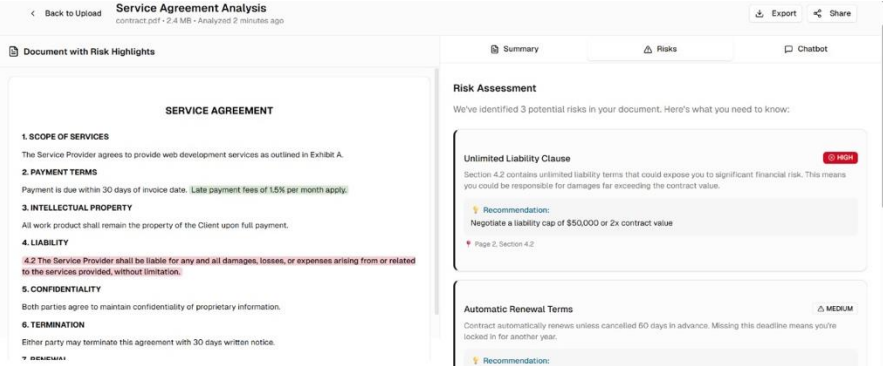 Back to Upload
Service Agreement Analysis
contract.pdf • 2.4 MB • Analyzed 2 minutes ago
Export
Share
Document with Risk Highlights
Summary
Risks
Chatbot
SERVICE AGREEMENT
1. SCOPE OF SERVICES
The Service Provider agrees to provide web development services as outlined in Exhibit A.
2. PAYMENT TERMS
Payment is due within 30 days of invoice date. Late payment fees of 1.5% per month apply.
3. INTELLECTUAL PROPERTY
All work product shall remain the property of the Client upon full payment.
4. LIABILITY
4.2 The Service Provider shall be liable for any and all damages, losses, or expenses arising from or related
to the services provided, without limitation.
5. CONFIDENTIALITY
Both parties agree to maintain confidentiality of proprietary information.
6. TERMINATION
Either party may terminate this agreement with 30 days written notice.
7. RENEWAL
Risk Assessment
We've identified 3 potential risks in your document. Here's what you need to know:
Unlimited Liability Clause
HIGH
Section 4.2 contains unlimited liability terms that could expose you to significant financial risk. This means
you could be responsible for damages far exceeding the contract value.
Recommendation:
Negotiate a liability cap of $50,000 or 2x contract value
Page 2, Section 4.2
Automatic Renewal Terms
MEDIUM
Contract automatically renews unless cancelled 60 days in advance. Missing this deadline means you're
locked in for another year.
Recommendation: